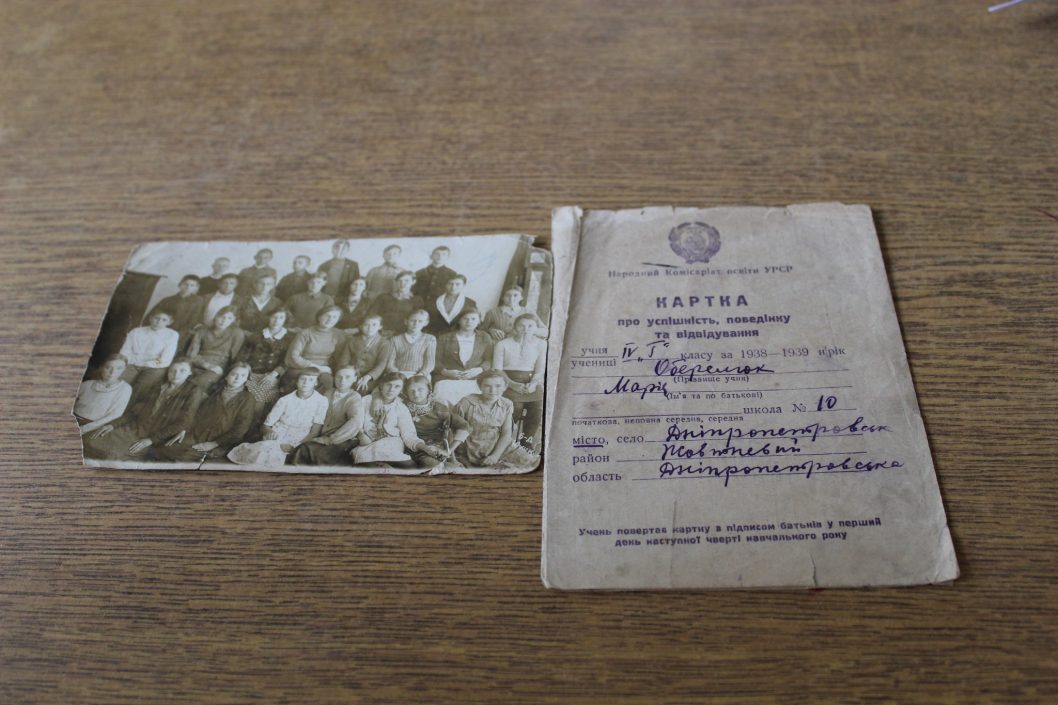 Народний Комісаріат освіти УРСР
КАРТКА
про успішність, поведінку
та відвідування
учня
учениці IV „Г" класу за 1938—1939 н/рік
Оберемок
(Прізвище учня)
Марія
(Ім'я та по батькові)
школа № 10
початкова, неповна середня, середня
місто, село Дніпропетровськ
район Жовтневий
область Дніпропетровська
Учень повертає картку з підписом батьків у перший
день наступної чверті навчального року